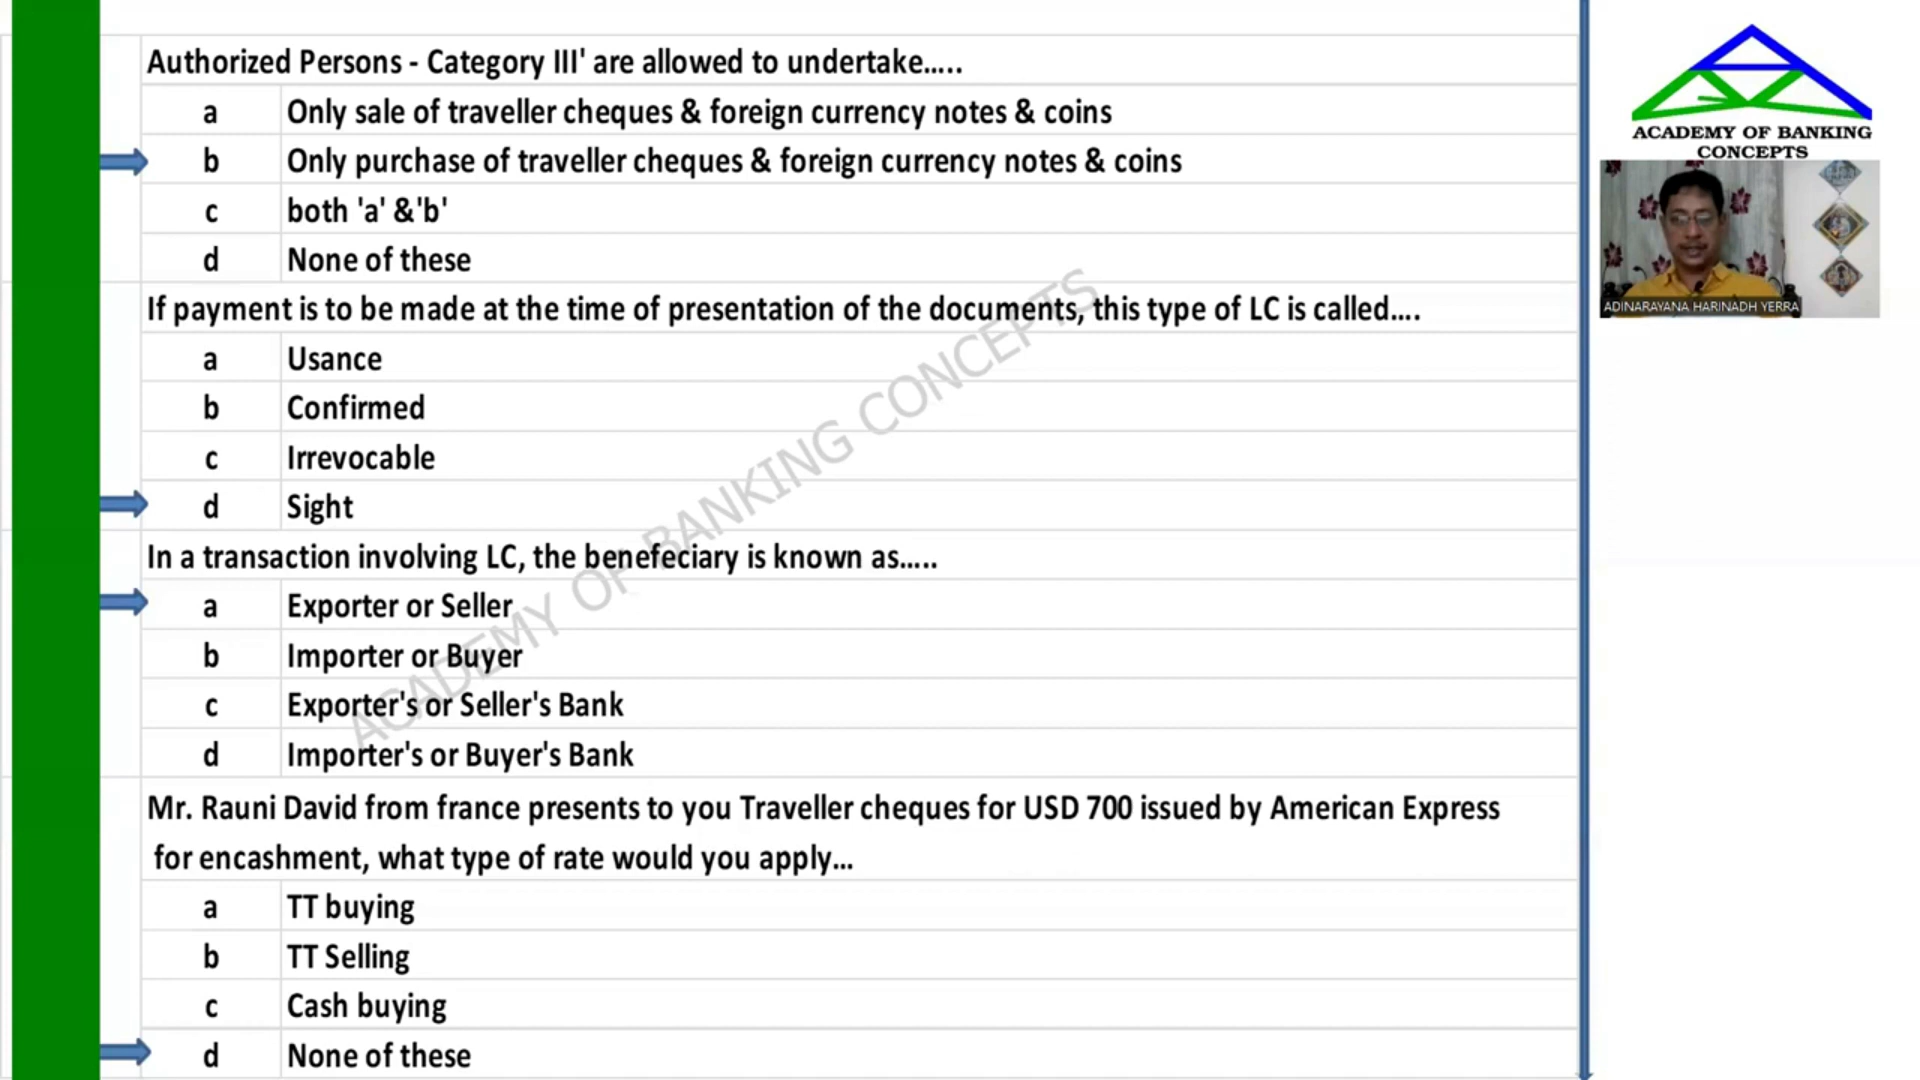 Authorized Persons - Category III' are allowed to undertake.....
a Only sale of traveller cheques & foreign currency notes & coins
b Only purchase of traveller cheques & foreign currency notes & coins
c both 'a' &'b'
d None of these
If payment is to be made at the time of presentation of the documents, this type of LC is called....
a Usance
b Confirmed
c Irrevocable
d Sight
In a transaction involving LC, the benefeciary is known as.....
a Exporter or Seller
b Importer or Buyer
c Exporter's or Seller's Bank
d Importer's or Buyer's Bank
Mr. Rauni David from france presents to you Traveller cheques for USD 700 issued by American Express
for encashment, what type of rate would you apply...
a TT buying
b TT Selling
c Cash buying
d None of these
ACADEMY OF BANKING CONCEPTS
ACADEMY OF BANKING
CONCEPTS
ADINARAYANA HARINADH YERRA